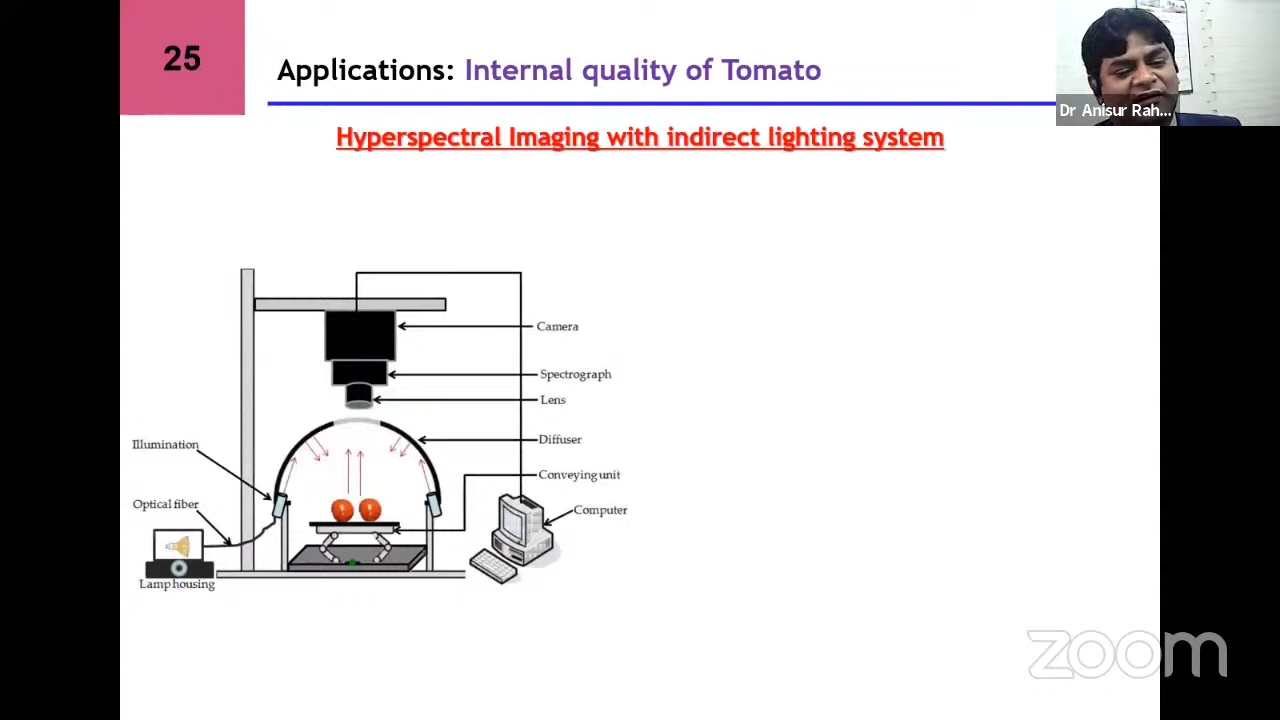 25
Applications: Internal quality of Tomato
Dr Anisur Rah...
Hyperspectral Imaging with indirect lighting system
Camera
Spectrograph
Lens
Diffuser
Illumination
Conveying unit
Optical fiber
Computer
Lamp housing
zoom